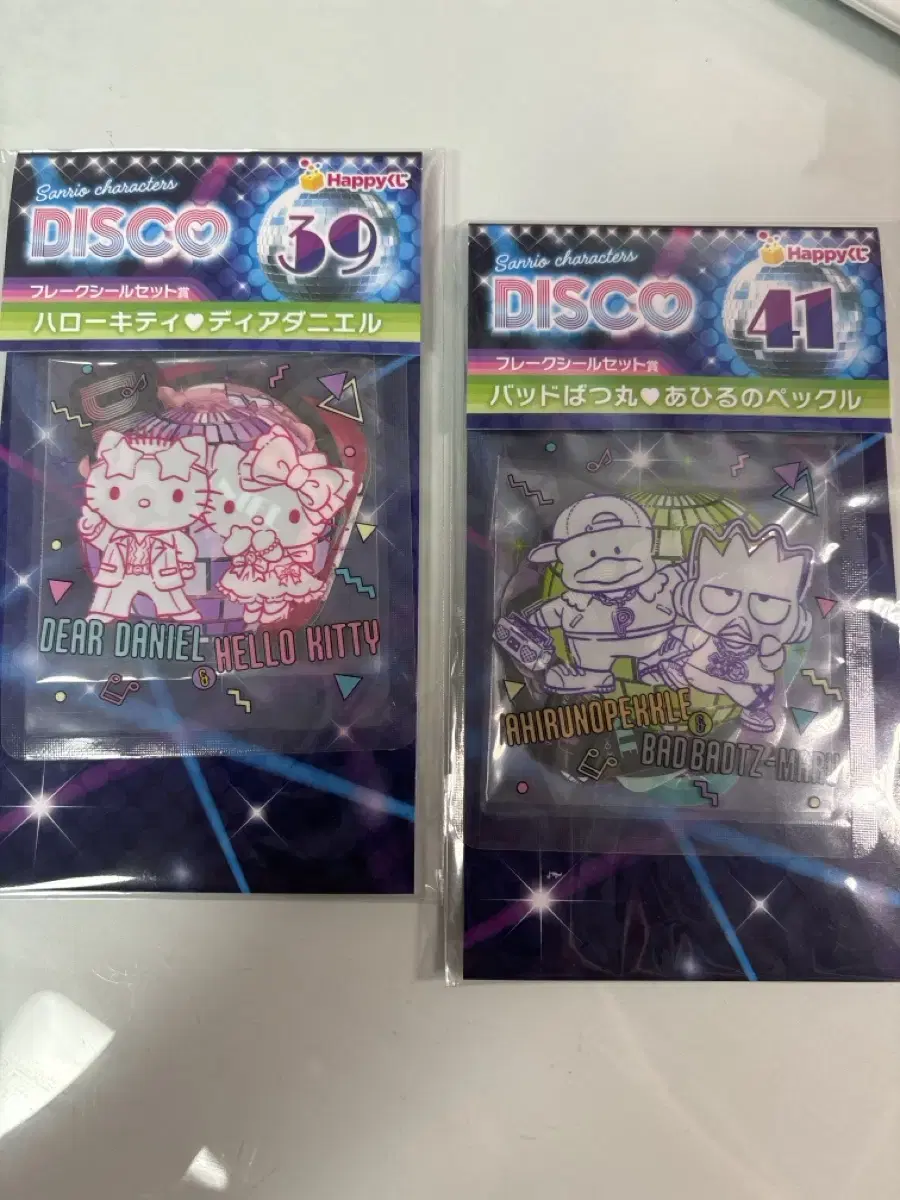 Sanrio characters
Happyくじ
DISCO
39
フレークシールセット賞
ハローキティ♥ディアダニエル
DEAR DANIEL
&
HELLO KITTY
Sanrio characters
Happyくじ
DISCO
41
フレークシールセット賞
バッドばつ丸♥あひるのペックル
AHIRUNOPEKKLE
&
BADBADTZ-MARU